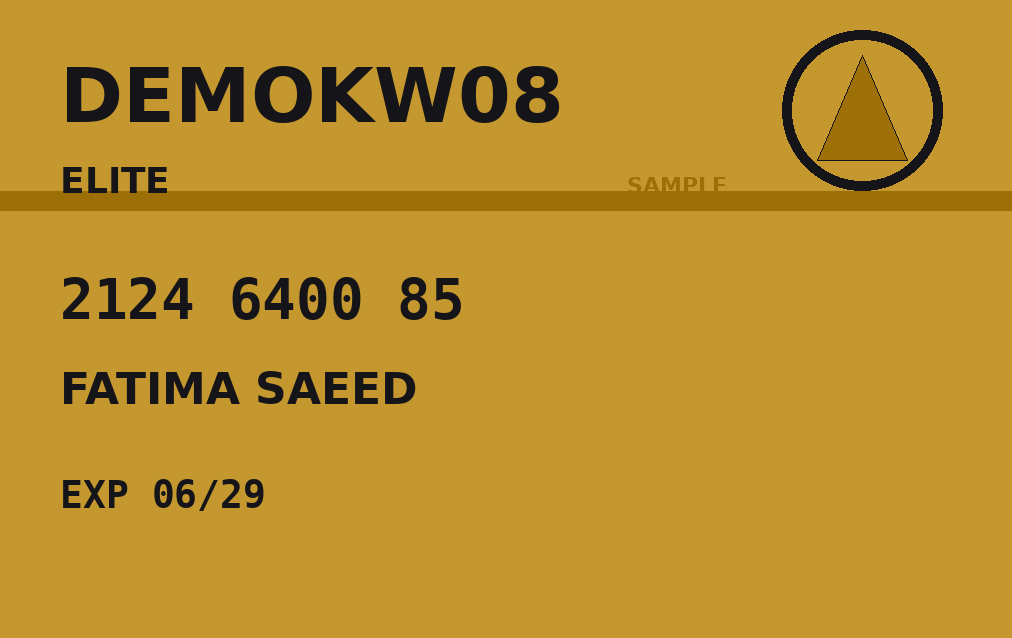 DEMOKW08
ELITE
SAMPLE
2124 6400 85
FATIMA SAEED
EXP 06/29